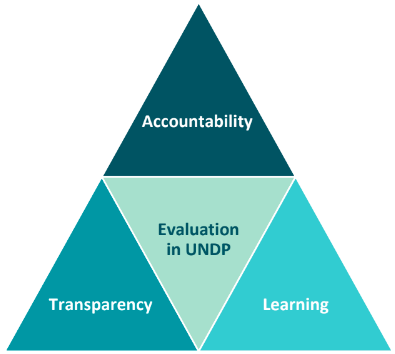 Accountability
Evaluation
in UNDP
Transparency
Learning